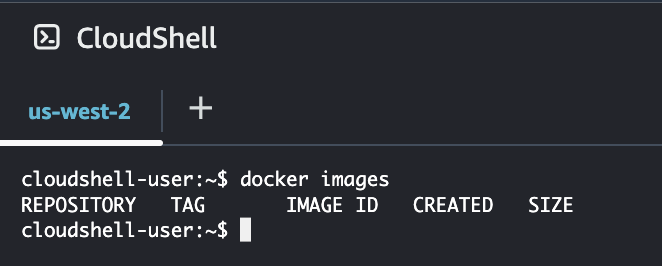 CloudShell
us-west-2 +
cloudshell-user:~$ docker images
REPOSITORY   TAG       IMAGE ID   CREATED   SIZE
cloudshell-user:~$